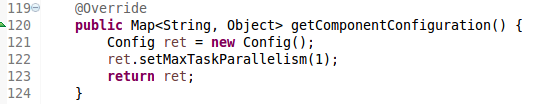 119 @Override
120 public Map<String, Object> getComponentConfiguration() {
121 Config ret = new Config();
122 ret.setMaxTaskParallelism(1);
123 return ret;
124 }